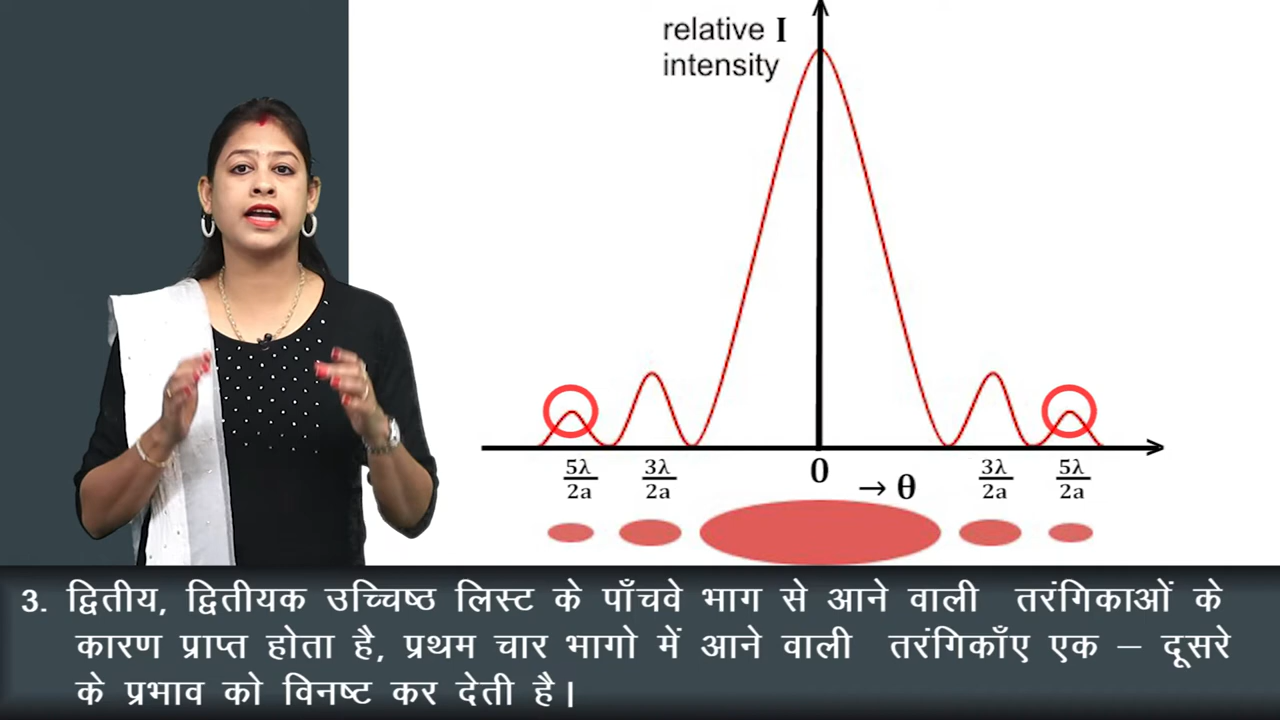 relative I
intensity
5λ/2a 3λ/2a 0 3λ/2a 5λ/2a
→ θ
3. द्वितीय, द्वितीयक उच्चिष्ठ लिस्ट के पाँचवे भाग से आने वाली तरंगिकाओं के
कारण प्राप्त होता है, प्रथम चार भागो में आने वाली तरंगिकाँए एक – दूसरे
के प्रभाव को विनष्ट कर देती है।